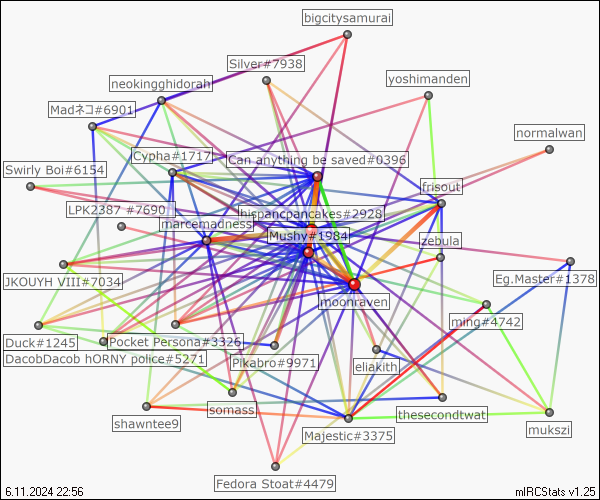 bigcitysamurai
Silver#7938
yoshimanden
neokingghidorah
Madネコ#6901
normalwan
Cypha#1717
Can anything be saved#0396
Swirly Boi#6154
frisout
LPK2387 #7690
hispancpancakes#2928
marcemadness
Mushy#1984
zebula
JKOUYH VIII#7034
Eg.Master#1378
moonraven
ming#4742
Duck#1245
Pocket Persona#3326
DacobDacob hORNY police#5271
Pikabro#9971
eliakith
somass
thesecondtwat
shawntee9
Majestic#3375
mukszi
Fedora Stoat#4479
6.11.2024 22:56
mIRCStats v1.25